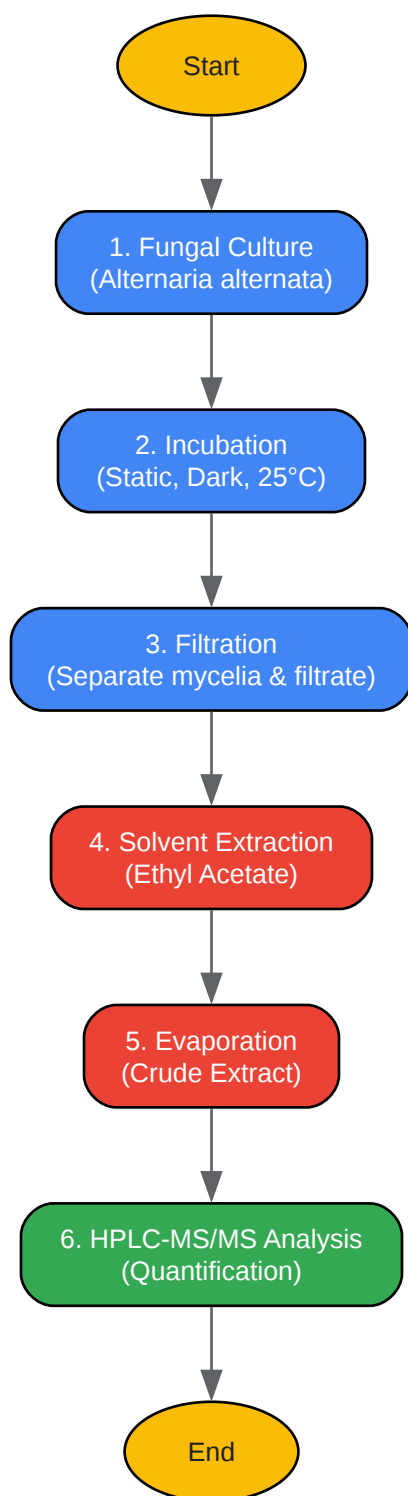 Start
1. Fungal Culture
(Alternaria alternata)
2. Incubation
(Static, Dark, 25°C)
3. Filtration
(Separate mycelia & filtrate)
4. Solvent Extraction
(Ethyl Acetate)
5. Evaporation
(Crude Extract)
6. HPLC-MS/MS Analysis
(Quantification)
End